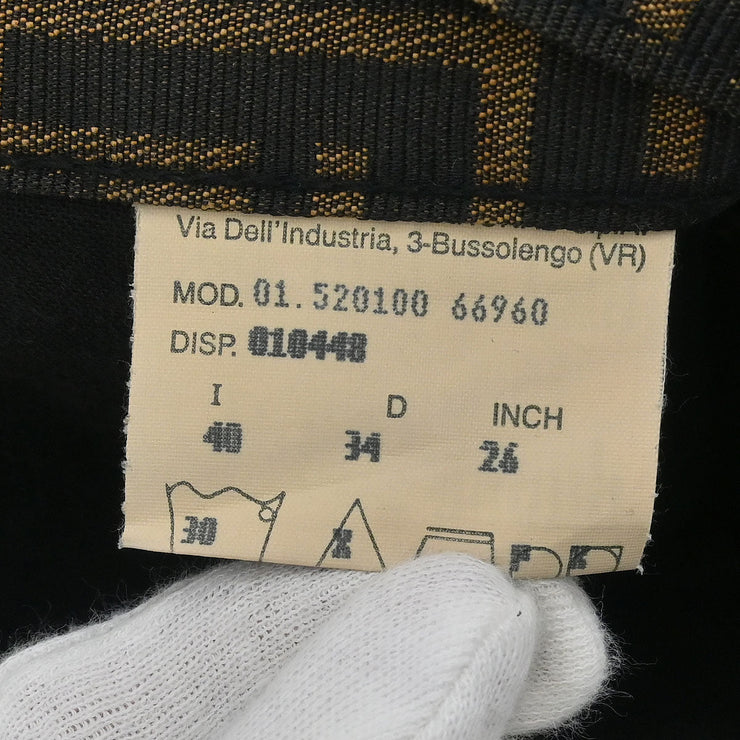 Via Dell'Industria, 3-Bussolengo (VR)
MOD. 01.520100 66960
DISP. 010440
I D INCH
40 34 26
30 X P